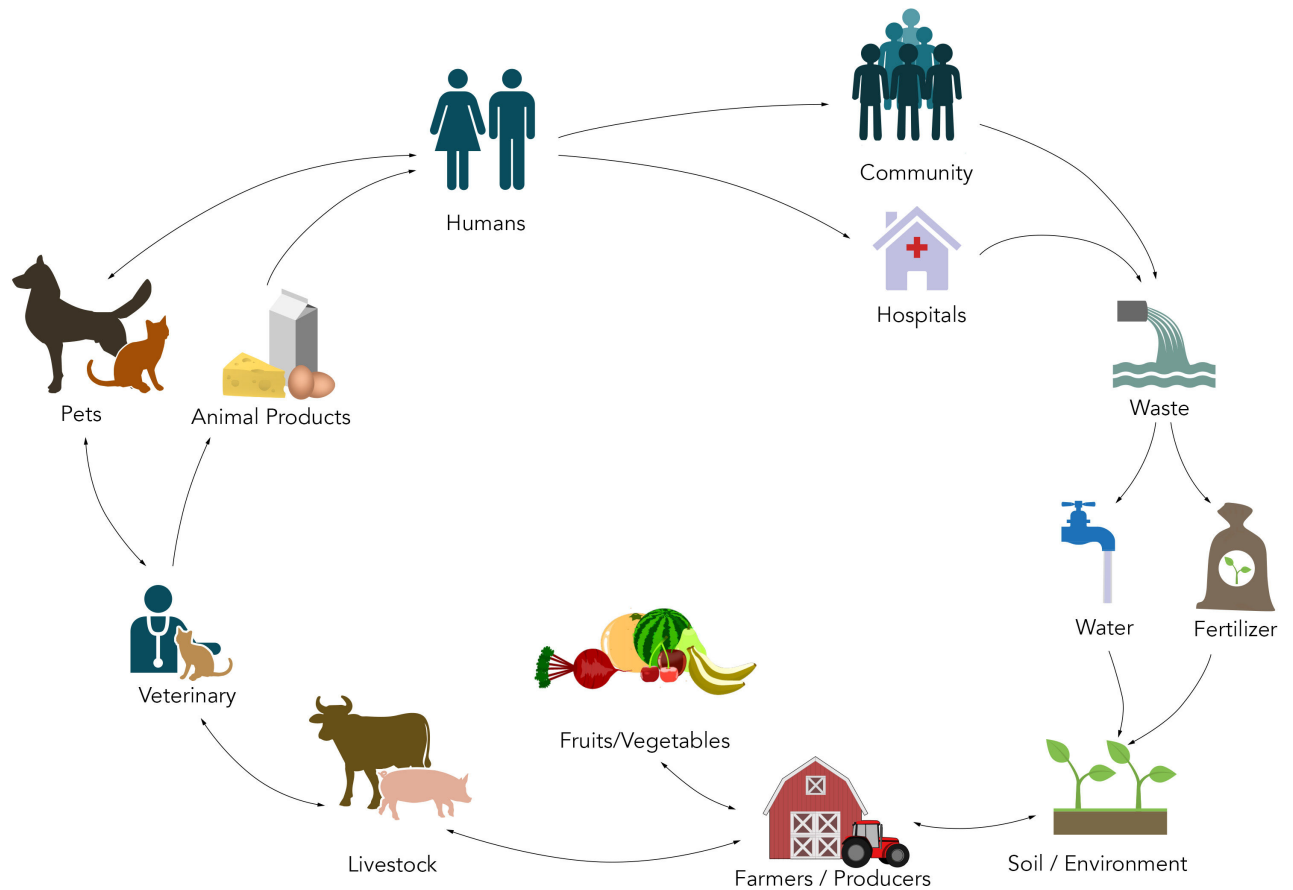 Community
Humans
Hospitals
Pets
Animal Products
Waste
Water
Fertilizer
Veterinary
Fruits/Vegetables
Livestock
Farmers / Producers
Soil / Environment